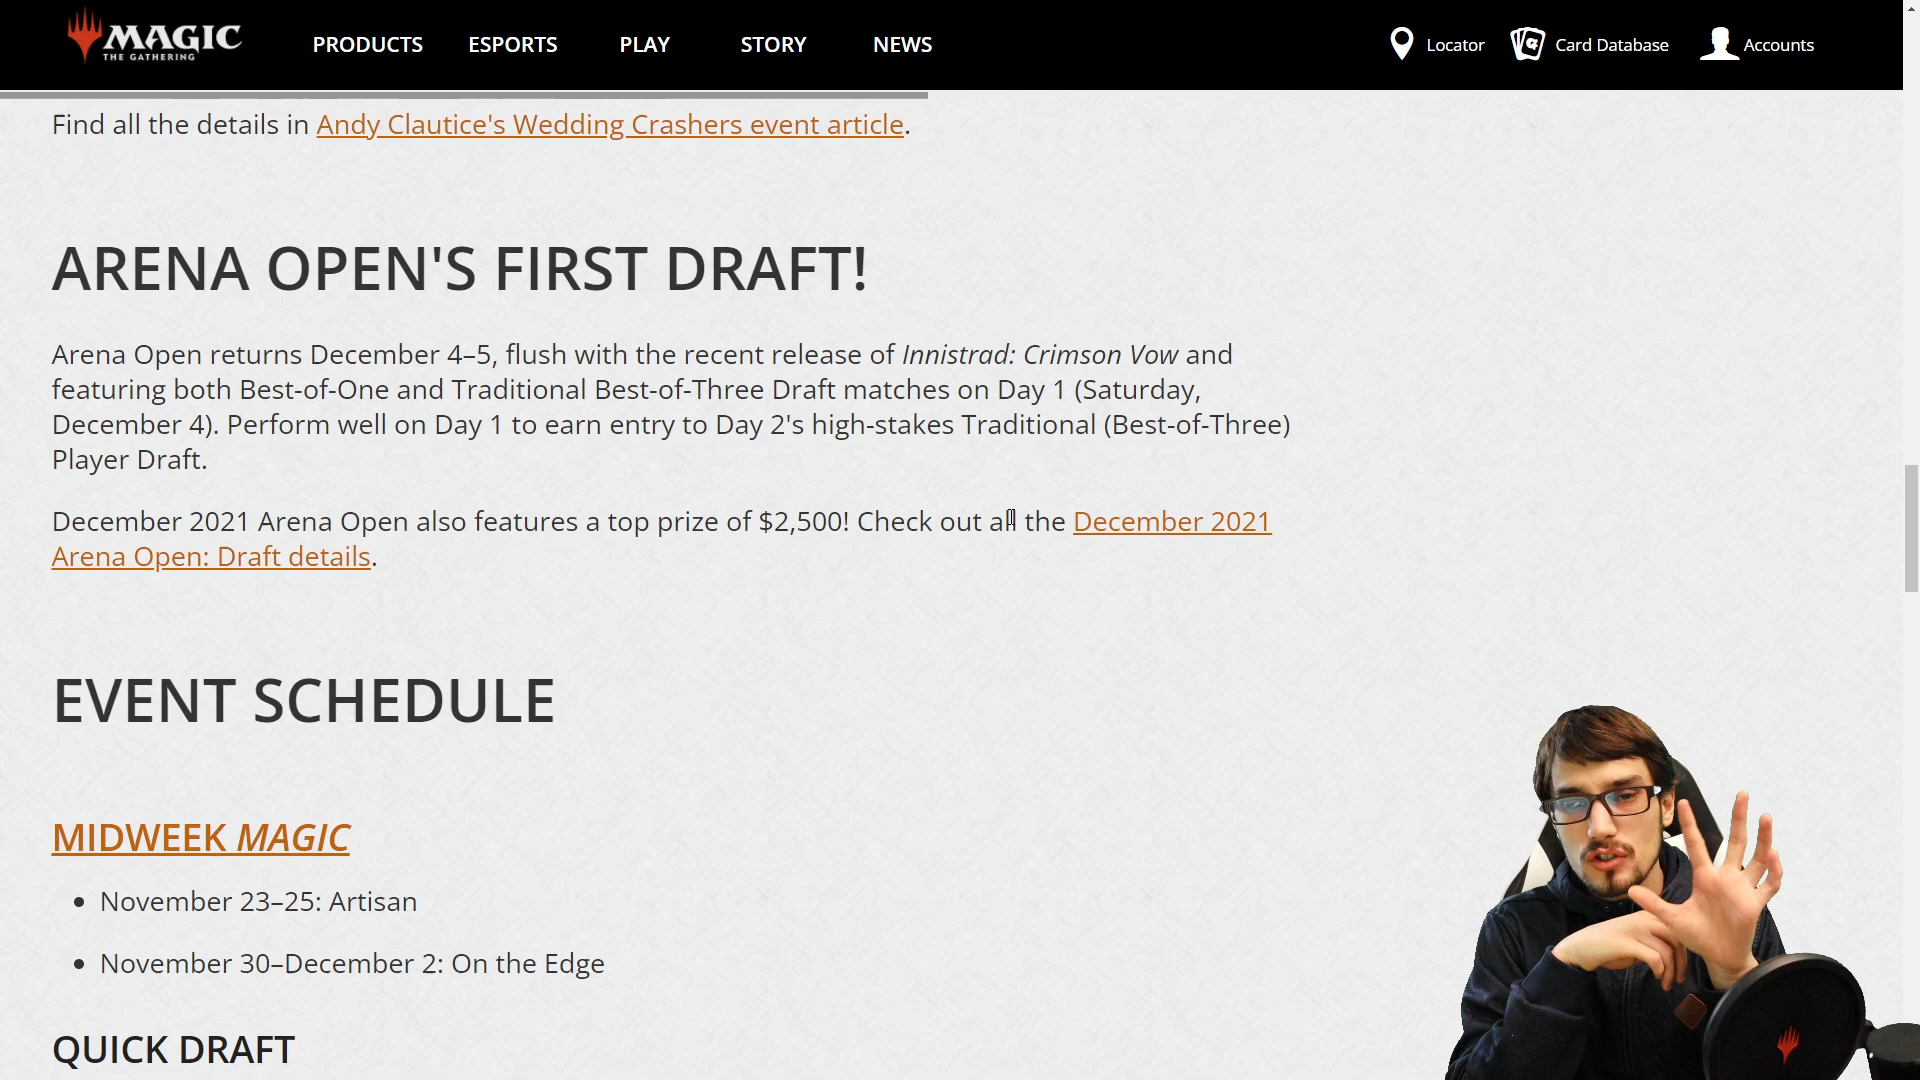 MAGIC
THE GATHERING
PRODUCTS
ESPORTS
PLAY
STORY
NEWS
Locator
Card Database
Accounts
Find all the details in Andy Clautice's Wedding Crashers event article.
ARENA OPEN'S FIRST DRAFT!
Arena Open returns December 4–5, flush with the recent release of Innistrad: Crimson Vow and
featuring both Best-of-One and Traditional Best-of-Three Draft matches on Day 1 (Saturday,
December 4). Perform well on Day 1 to earn entry to Day 2's high-stakes Traditional (Best-of-Three)
Player Draft.
December 2021 Arena Open also features a top prize of $2,500! Check out all the December 2021
Arena Open: Draft details.
EVENT SCHEDULE
MIDWEEK MAGIC
• November 23–25: Artisan
• November 30–December 2: On the Edge
QUICK DRAFT